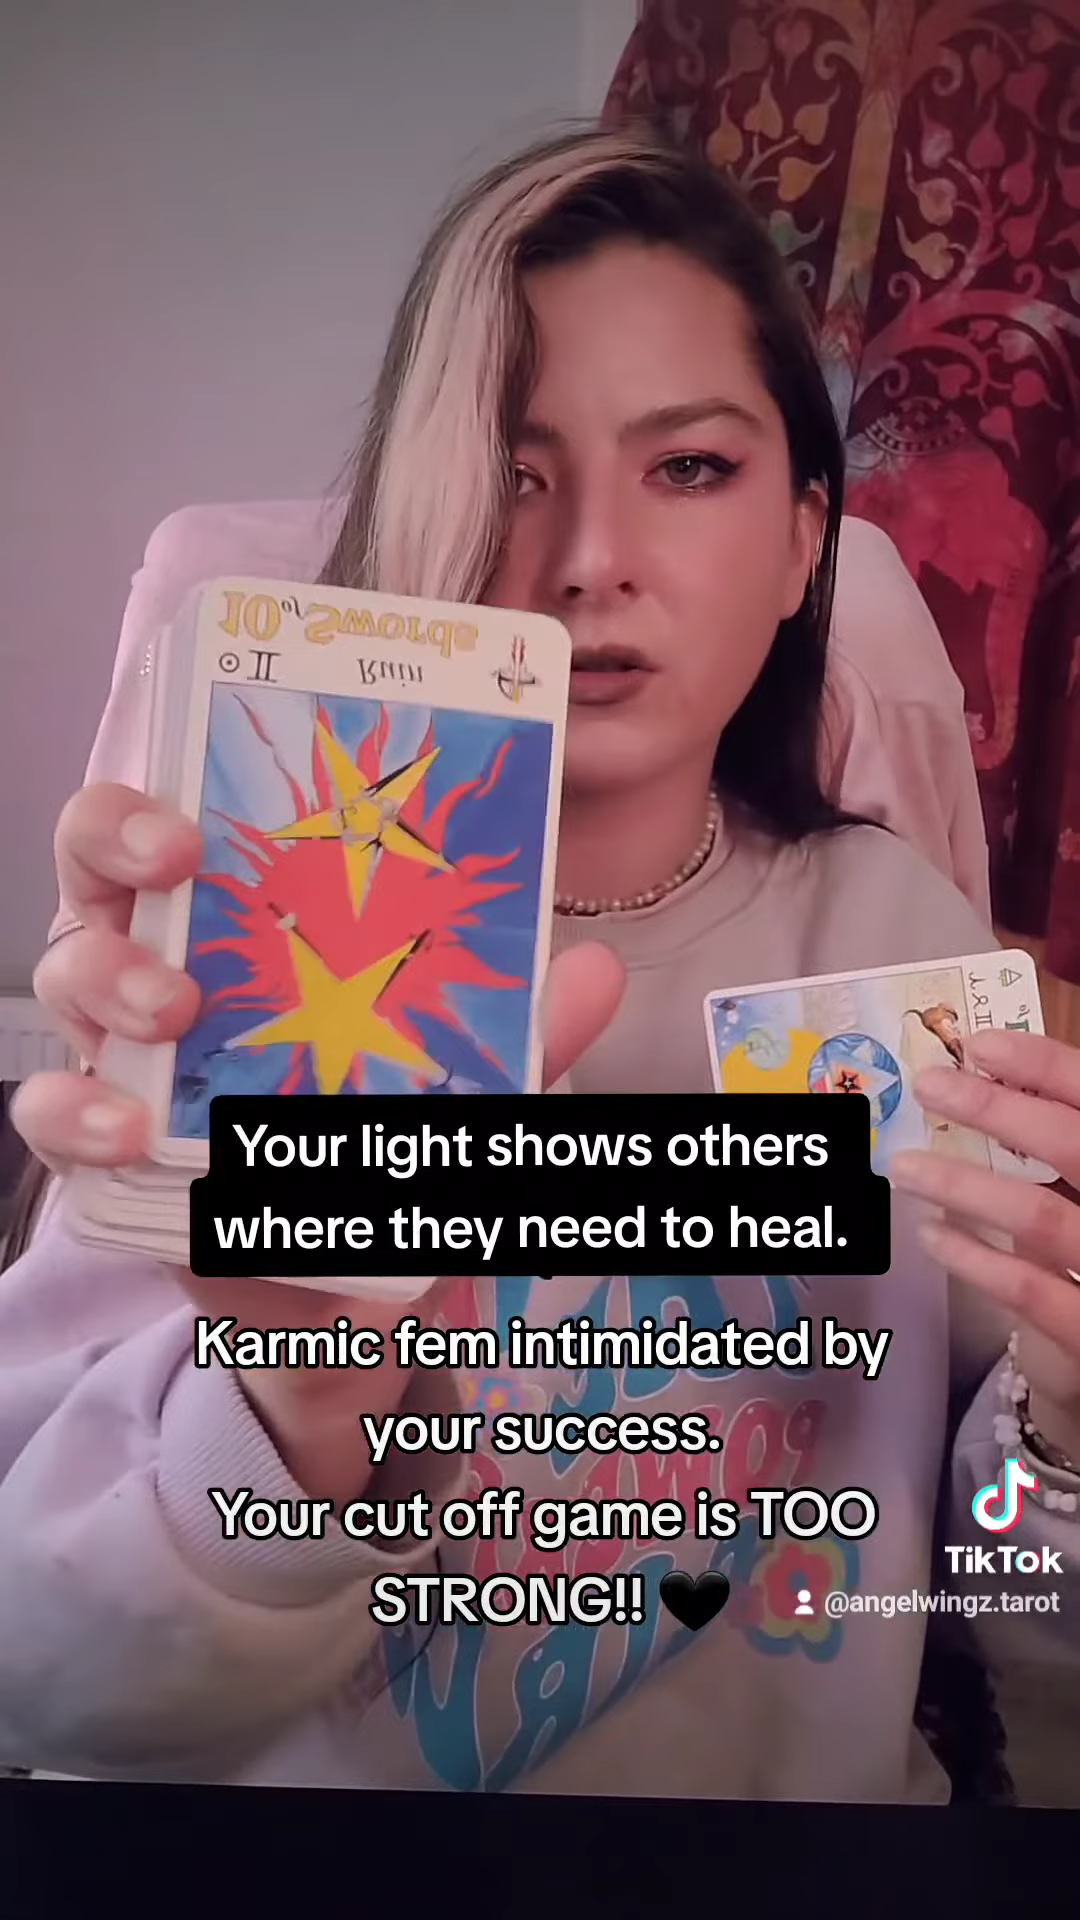 10 of Swords
Ruin
Your light shows others
where they need to heal.
Karmic fem intimidated by
your success.
Your cut off game is TOO
STRONG!! 🖤
TikTok
@angelwingz.tarot